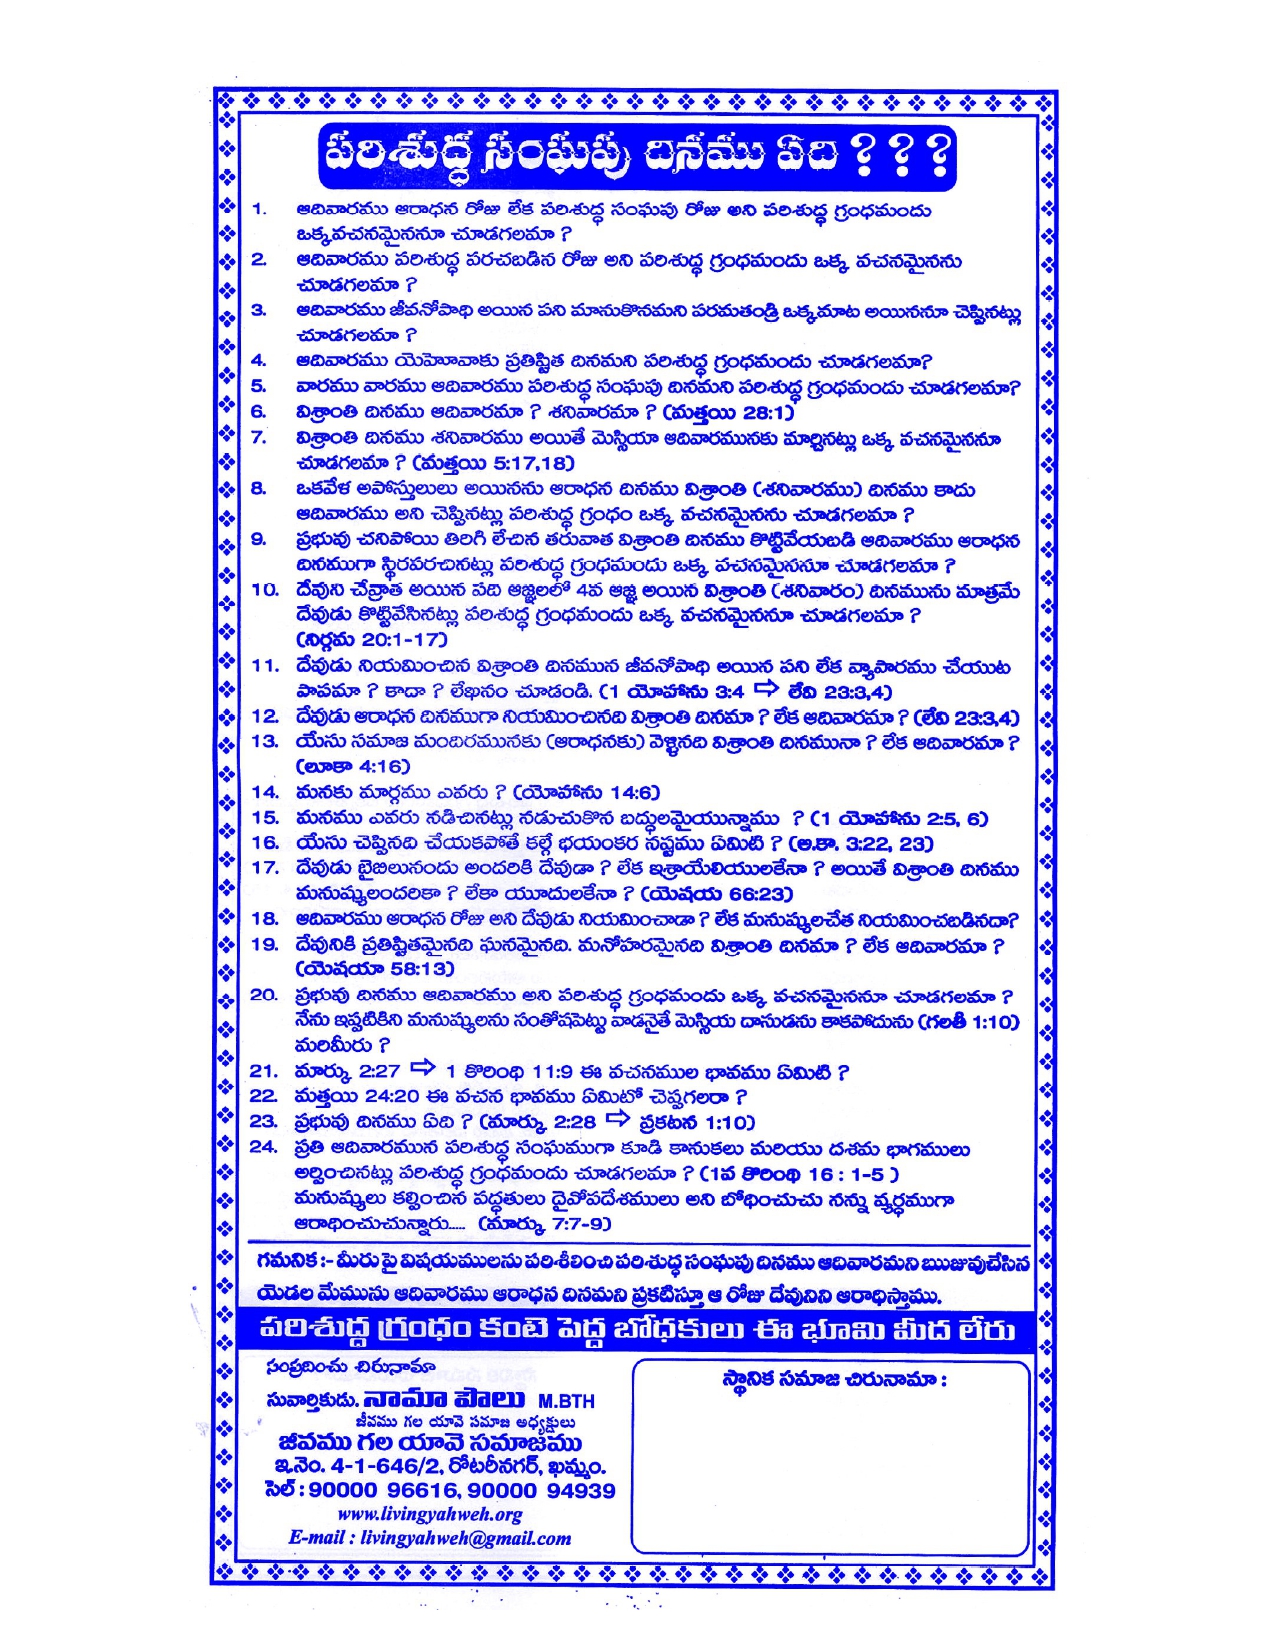 పరిశుద్ధ సంఘపు దినము ఏది ? ? ?
1. ఆదివారము ఆరాధన రోజు లేక పరిశుద్ధ సంఘపు రోజు అని పరిశుద్ధ గ్రంధమందు
ఒక్కవచనమైననూ చూడగలమా ?
2. ఆదివారము పరిశుద్ధ పరచబడిన రోజు అని పరిశుద్ధ గ్రంధమందు ఒక్క వచనమైనను
చూడగలమా ?
3. ఆదివారము జీవనోపాధి అయిన పని మానుకొనమని పరమతండ్రి ఒక్కమాట అయిననూ చెప్పినట్లు
చూడగలమా ?
4. ఆదివారము యెహెూవాకు ప్రతిష్టిత దినమని పరిశుద్ధ గ్రంధమందు చూడగలమా?
5. వారము వారము ఆదివారము పరిశుద్ధ సంఘపు దినమని పరిశుద్ధ గ్రంధమందు చూడగలమా?
6. విశ్రాంతి దినము ఆదివారమా ? శనివారమా ? (మత్తయి 28:1)
7. విశ్రాంతి దినము శనివారము అయితే మెస్సియా ఆదివారమునకు మార్చినట్లు ఒక్క వచనమైననూ
చూడగలమా ? (మత్తయి 5:17,18)
8. ఒకవేళ అపోస్తులులు అయినను ఆరాధన దినము విశ్రాంతి (శనివారము) దినము కాదు
ఆదివారము అని చెప్పినట్లు పరిశుద్ధ గ్రంధం ఒక్క వచనమైనను చూడగలమా ?
9. ప్రభువు చనిపోయి తిరిగి లేచిన తరువాత విశ్రాంతి దినము కొట్టివేయబడి ఆదివారము ఆరాధన
దినముగా స్థిరపరచినట్లు పరిశుద్ధ గ్రంధమందు ఒక్క వచనమైననూ చూడగలమా ?
10. దేవుని చేవ్రాత అయిన పది ఆజ్ఞలలో 4వ ఆజ్ఞ అయిన విశ్రాంతి (శనివారం) దినమును మాత్రమే
దేవుడు కొట్టివేసినట్లు పరిశుద్ధ గ్రంధమందు ఒక్క వచనమైననూ చూడగలమా ?
(నిర్గమ 20:1-17)
11. దేవుడు నియమించిన విశ్రాంతి దినమున జీవనోపాధి అయిన పని లేక వ్యాపారము చేయుట
పాపమా ? కాదా ? లేఖనం చూడండి. (1 యోహాను 3:4 ⇨ లేవి 23:3,4)
12. దేవుడు ఆరాధన దినముగా నియమించినది విశ్రాంతి దినమా ? లేక ఆదివారమా ? (లేవి 23:3,4)
13. యేసు సమాజ మందిరమునకు (ఆరాధనకు) వెళ్ళినది విశ్రాంతి దినమునా ? లేక ఆదివారమా ?
(లూకా 4:16)
14. మనకు మార్గము ఎవరు ? (యోహాను 14:6)
15. మనము ఎవరు నడిచినట్లు నడుచుకొన బద్ధులమైయున్నాము ? (1 యోహాను 2:5, 6)
16. యేసు చెప్పినది చేయకపోతే కల్గే భయంకర నష్టము ఏమిటి ? (అ.కా. 3:22, 23)
17. దేవుడు బైబిలునందు అందరికి దేవుడా ? లేక ఇశ్రాయేలీయులకేనా ? అయితే విశ్రాంతి దినము
మనుష్యులందరికా ? లేకా యూదులకేనా ? (యెషయ 66:23)
18. ఆదివారము ఆరాధన రోజు అని దేవుడు నియమించాడా ? లేక మనుష్యులచేత నియమించబడినదా?
19. దేవునికి ప్రతిష్టితమైనది ఘనమైనది. మనోహరమైనది విశ్రాంతి దినమా ? లేక ఆదివారమా ?
(యెషయా 58:13)
20. ప్రభువు దినము ఆదివారము అని పరిశుద్ధ గ్రంధమందు ఒక్క వచనమైననూ చూడగలమా ?
నేను ఇప్పటికిని మనుష్యులను సంతోషపెట్టు వాడనైతే మెస్సియ దాసుడను కాకపోదును (గలతీ 1:10)
మరిమీరు ?
21. మార్కు 2:27 ⇨ 1 కొరింథి 11:9 ఈ వచనముల భావము ఏమిటి ?
22. మత్తయి 24:20 ఈ వచన భావము ఏమిటో చెప్పగలరా ?
23. ప్రభువు దినము ఏది ? (మార్కు 2:28 ⇨ ప్రకటన 1:10)
24. ప్రతి ఆదివారమున పరిశుద్ధ సంఘముగా కూడి కానుకలు మరియు దశమ భాగములు
అర్పించినట్లు పరిశుద్ధ గ్రంధమందు చూడగలమా ? (1వ కొరింథి 16 : 1-5 )
మనుష్యులు కల్పించిన పద్ధతులు దైవోపదేశములు అని బోధించుచు నన్ను వ్యర్ధముగా
ఆరాధించుచున్నారు..... (మార్కు 7:7-9)
గమనిక :- మీరు పై విషయములను పరిశీలించి పరిశుద్ధ సంఘపు దినము ఆదివారమని ఋజువుచేసిన
యెడల మేమును ఆదివారము ఆరాధన దినమని ప్రకటిస్తూ ఆ రోజు దేవునిని ఆరాధిస్తాము.
పరిశుద్ద గ్రంధం కంటె పెద్ద బోధకులు ఈ భూమి మీద లేరు
సంప్రదించు చిరునామా
సువార్తికుడు. నామా పౌలు M.BTH
జీవము గల యావె సమాజ అధ్యక్షులు
జీవము గల యావె సమాజము
ఇ.నెం. 4-1-646/2, రోటరీనగర్, ఖమ్మం.
సెల్ : 90000 96616, 90000 94939
www.livingyahweh.org
E-mail : livingyahweh@gmail.com
స్థానిక సమాజ చిరునామా :